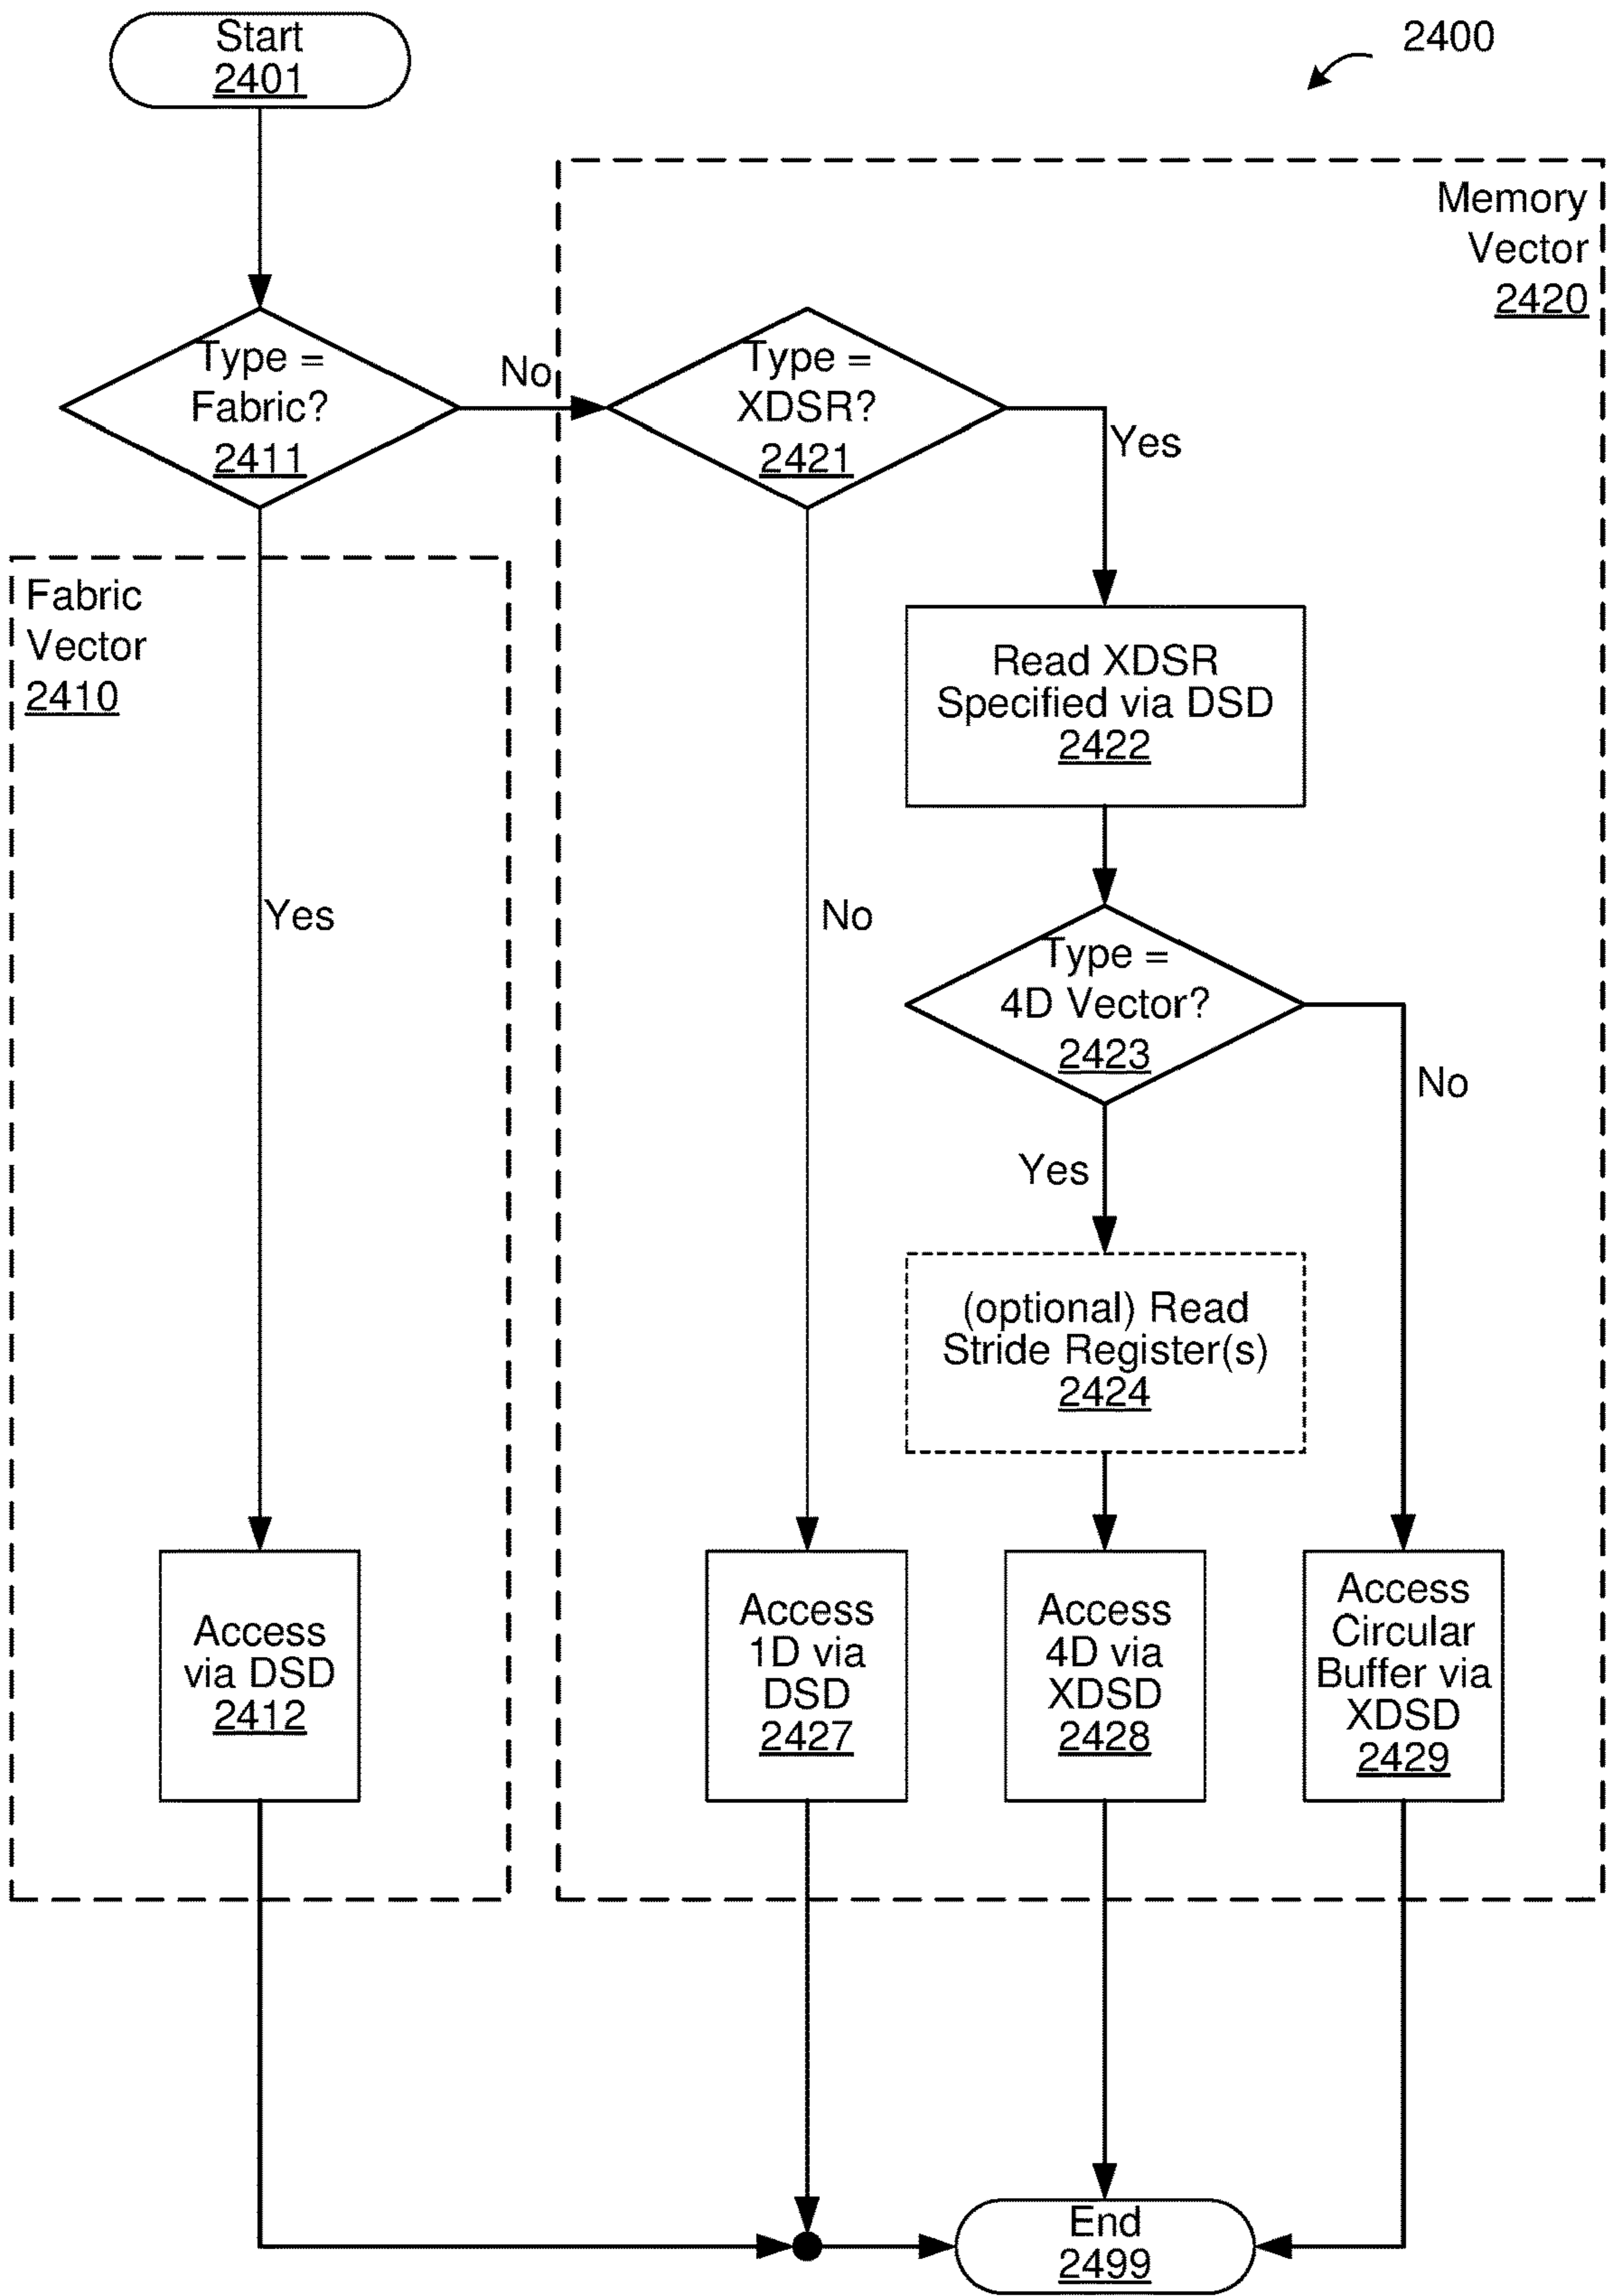 Start
2401
2400
Memory
Vector
2420
Type =
Fabric?
2411
No
Type =
XDSR?
2421
Yes
Fabric
Vector
2410
Read XDSR
Specified via DSD
2422
Yes
No
Type =
4D Vector?
2423
No
Yes
(optional) Read
Stride Register(s)
2424
Access
via DSD
2412
Access
1D via
DSD
2427
Access
4D via
XDSD
2428
Access
Circular
Buffer via
XDSD
2429
End
2499